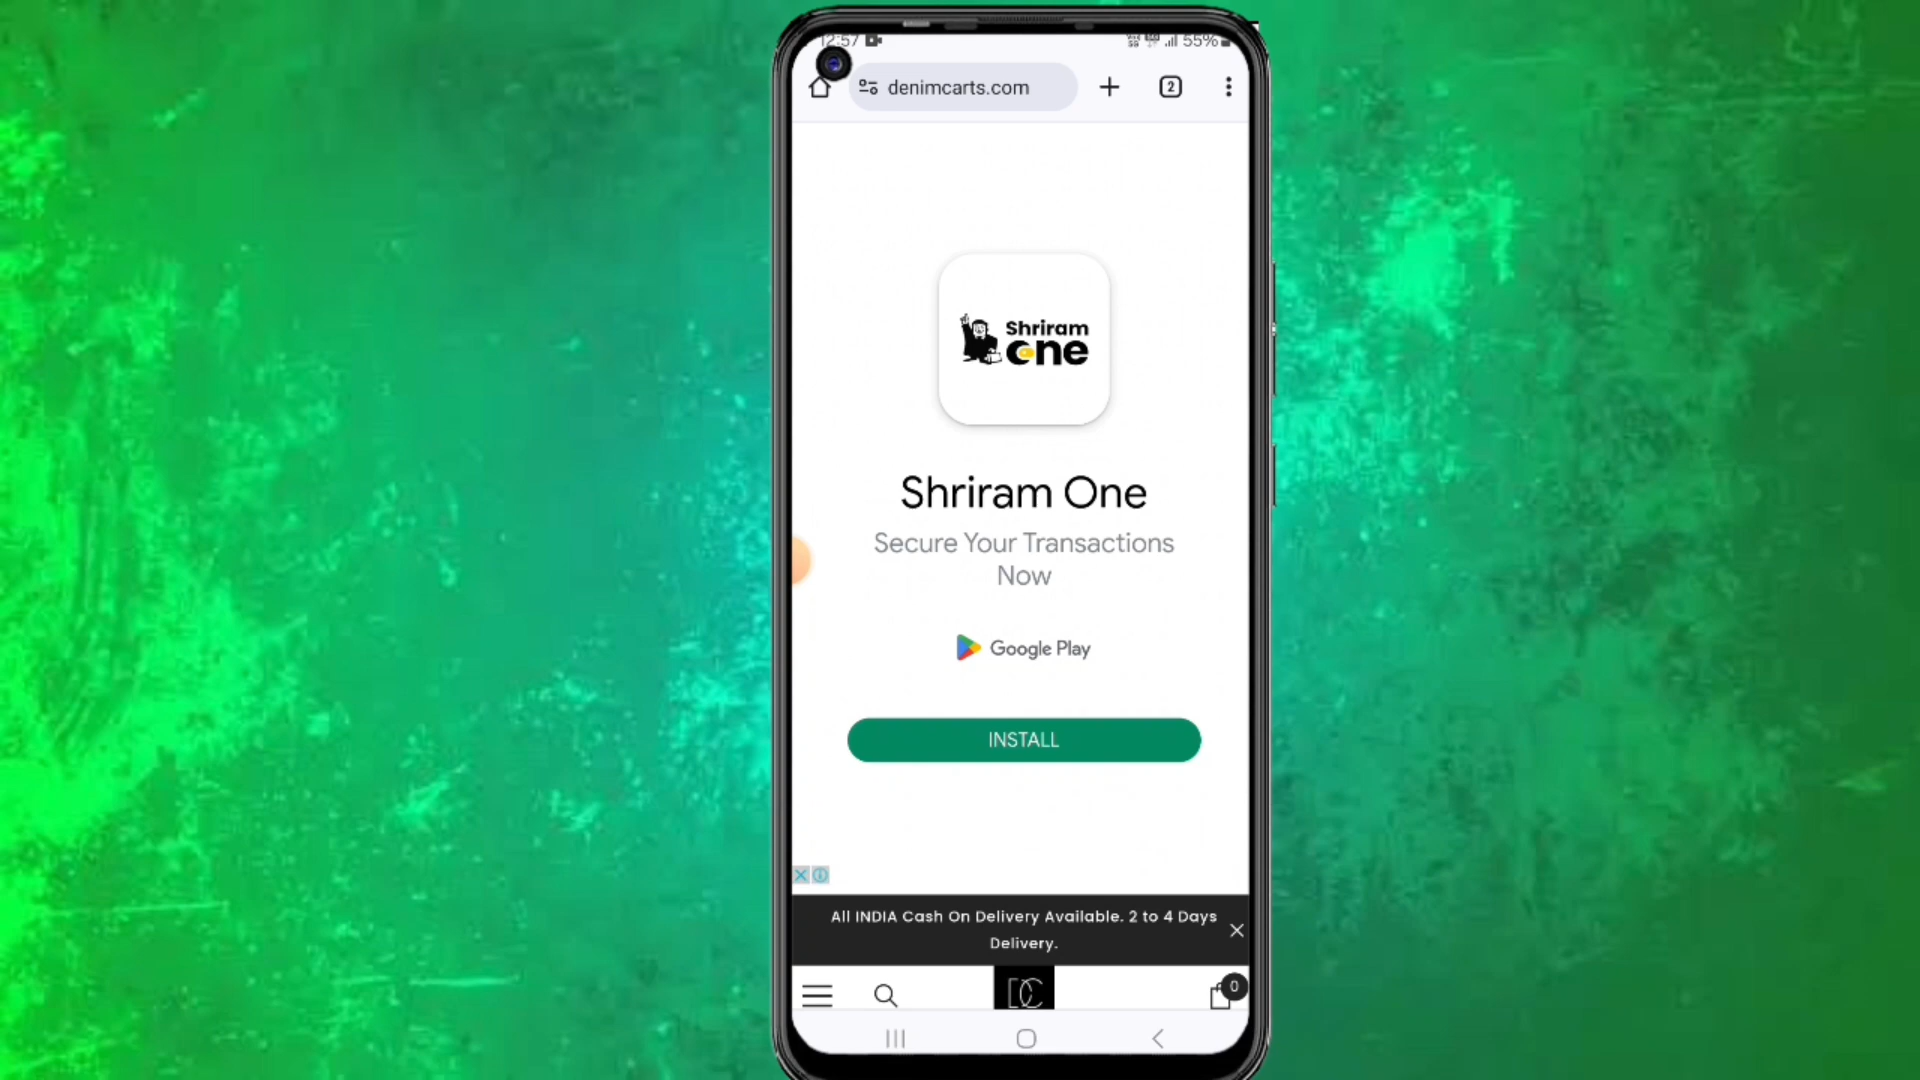 12:57
55%
denimcarts.com
2
Shriram
one
Shriram One
Secure Your Transactions
Now
Google Play
INSTALL
All INDIA Cash On Delivery Available. 2 to 4 Days
Delivery.
DC
0